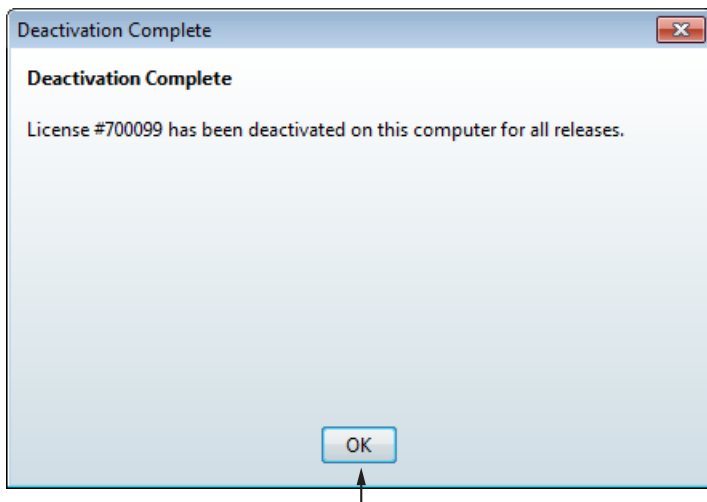 Deactivation Complete
Deactivation Complete
License #700099 has been deactivated on this computer for all releases.
OK